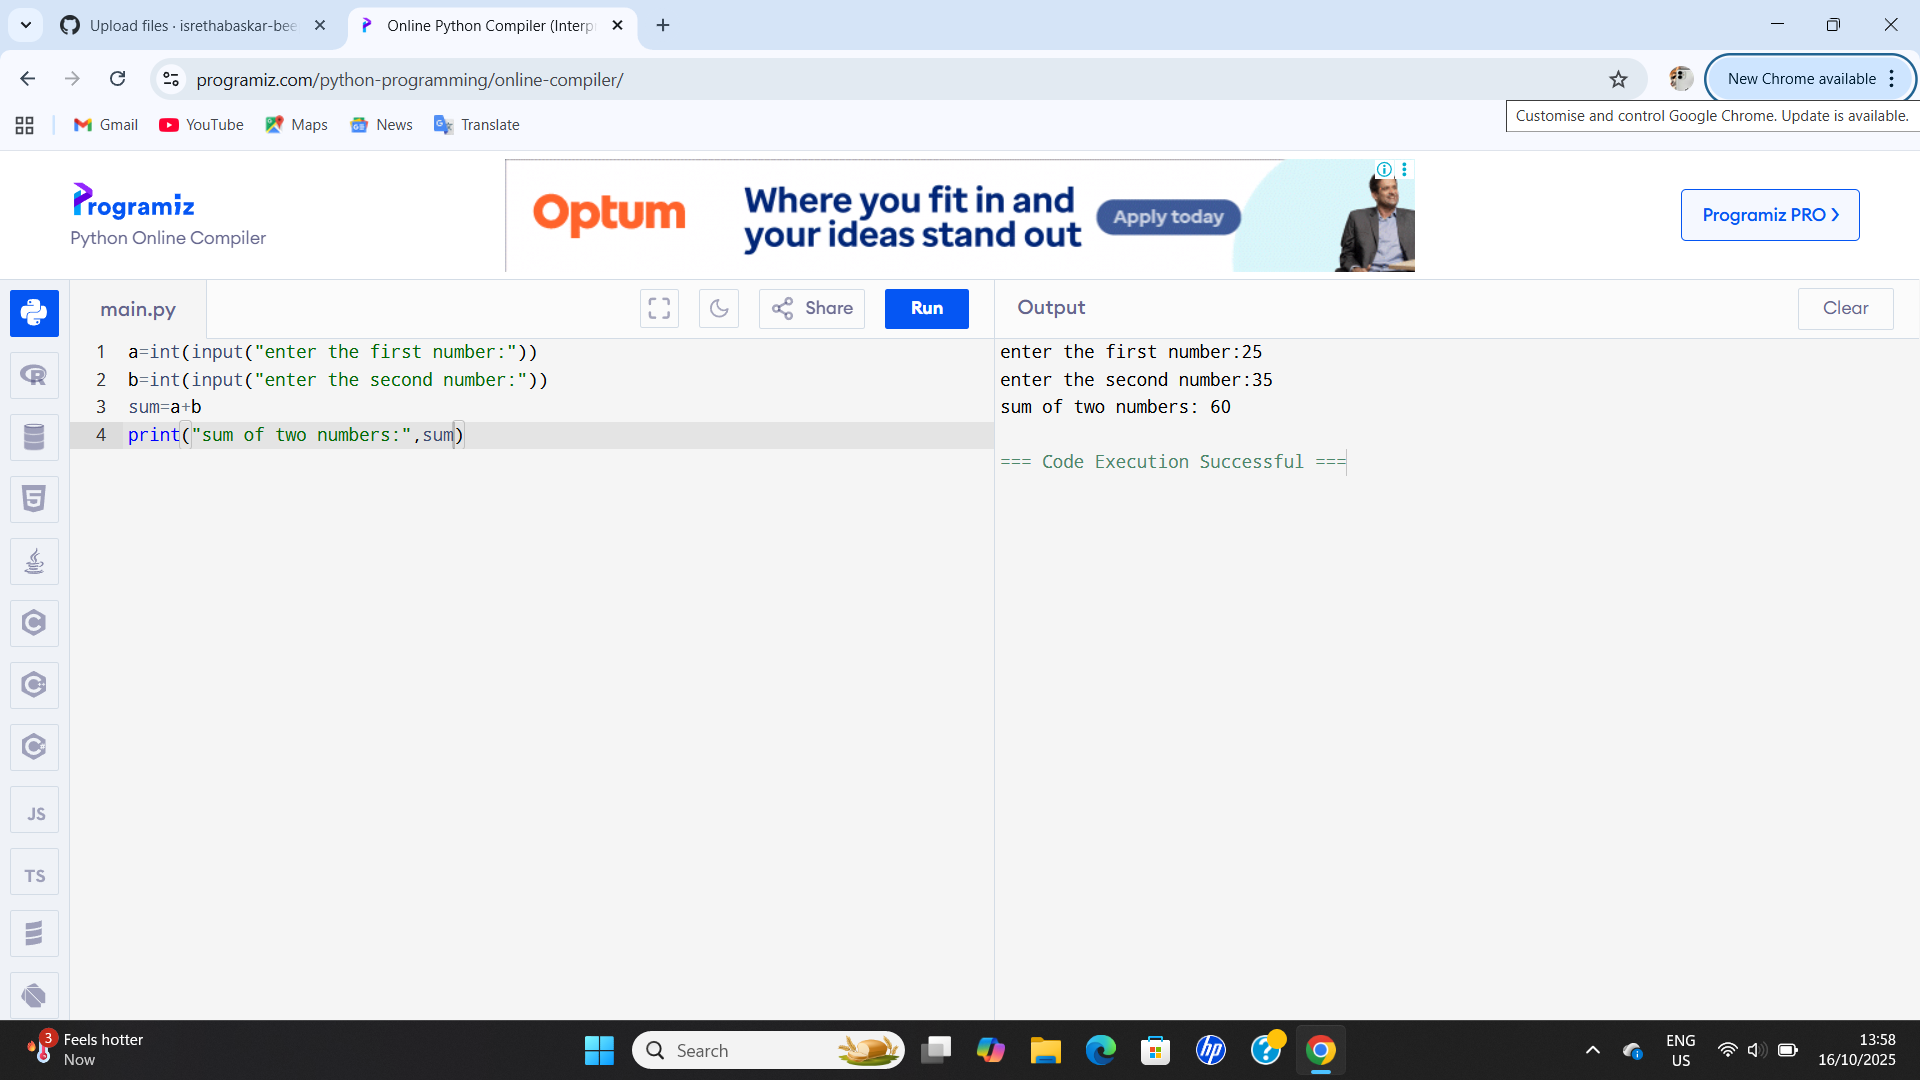 Upload files · isrethabaskar-bee
Online Python Compiler (Interp
programiz.com/python-programming/online-compiler/
New Chrome available
Customise and control Google Chrome. Update is available.
Gmail
YouTube
Maps
News
Translate
Programiz
Python Online Compiler
Optum
Where you fit in and
your ideas stand out
Apply today
Programiz PRO
main.py
Share
Run
Output
Clear
1 a=int(input("enter the first number:"))
2 b=int(input("enter the second number:"))
3 sum=a+b
4 print("sum of two numbers:",sum)
enter the first number:25
enter the second number:35
sum of two numbers: 60
=== Code Execution Successful ===
R
5
C
C
C
JS
TS
3
Feels hotter
Now
Search
hp
?
ENG
US
13:58
16/10/2025